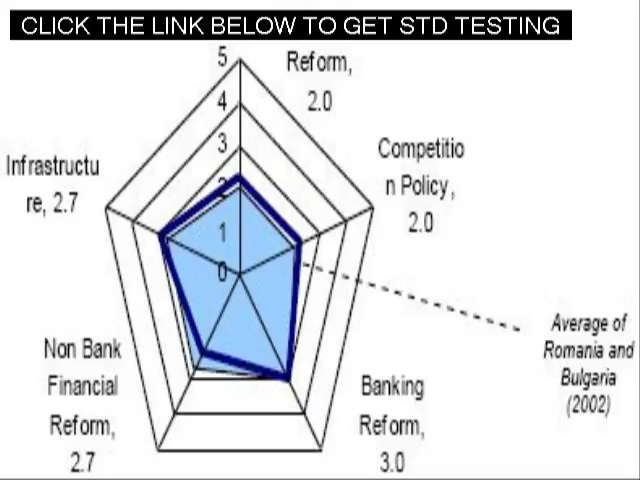 CLICK THE LINK BELOW TO GET STD TESTING
5
Reform,
2.0
4
3
Competitio
n Policy,
2.0
Infrastructu
re, 2.7
2
1
0
Average of
Romania and
Bulgaria
(2002)
Non Bank
Financial
Reform,
2.7
Banking
Reform,
3.0